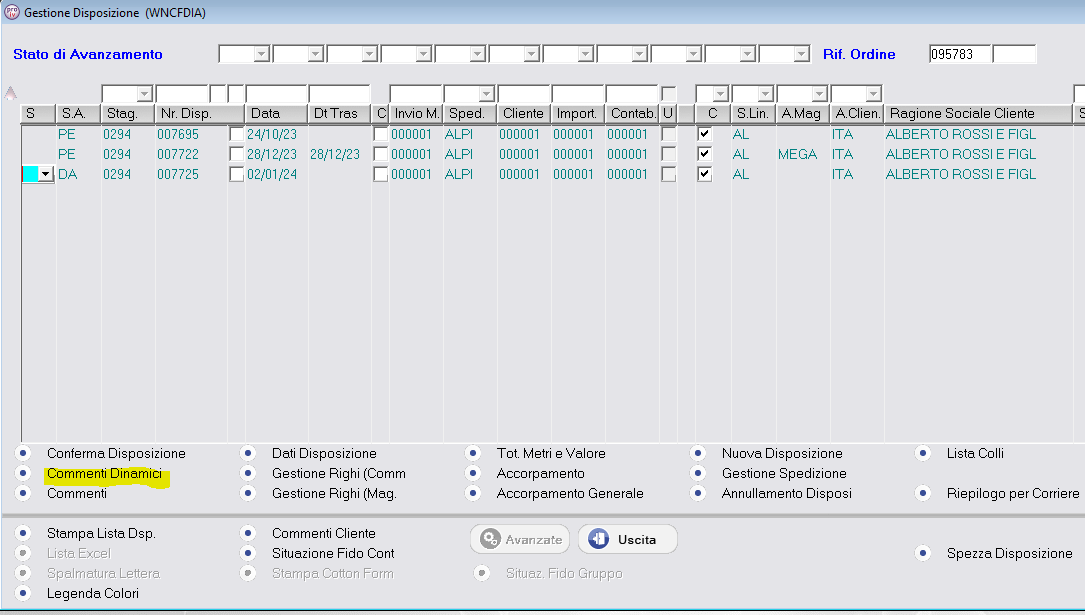 Gestione Disposizione (WNCFDIA)
Stato di Avanzamento Rif. Ordine 095783
S S.A. Stag. Nr. Disp. Data Dt Tras C Invio M. Sped. Cliente Import. Contab. U C S.Lin. A.Mag A.Clien. Ragione Sociale Cliente S
PE 0294 007695 24/10/23 000001 ALPI 000001 000001 000001 AL ITA ALBERTO ROSSI E FIGL
PE 0294 007722 28/12/23 28/12/23 000001 ALPI 000001 000001 000001 AL MEGA ITA ALBERTO ROSSI E FIGL
DA 0294 007725 02/01/24 000001 ALPI 000001 000001 000001 AL ITA ALBERTO ROSSI E FIGL
Conferma Disposizione Dati Disposizione Tot. Metri e Valore Nuova Disposizione Lista Colli
Commenti Dinamici Gestione Righi (Comm Accorpamento Gestione Spedizione
Commenti Gestione Righi (Mag. Accorpamento Generale Annullamento Disposi Riepilogo per Corriere
Stampa Lista Dsp. Commenti Cliente Avanzate Uscita
Lista Excel Situazione Fido Cont Spezza Disposizione
Spalmatura Lettera Stampa Cotton Form Situaz. Fido Gruppo
Legenda Colori